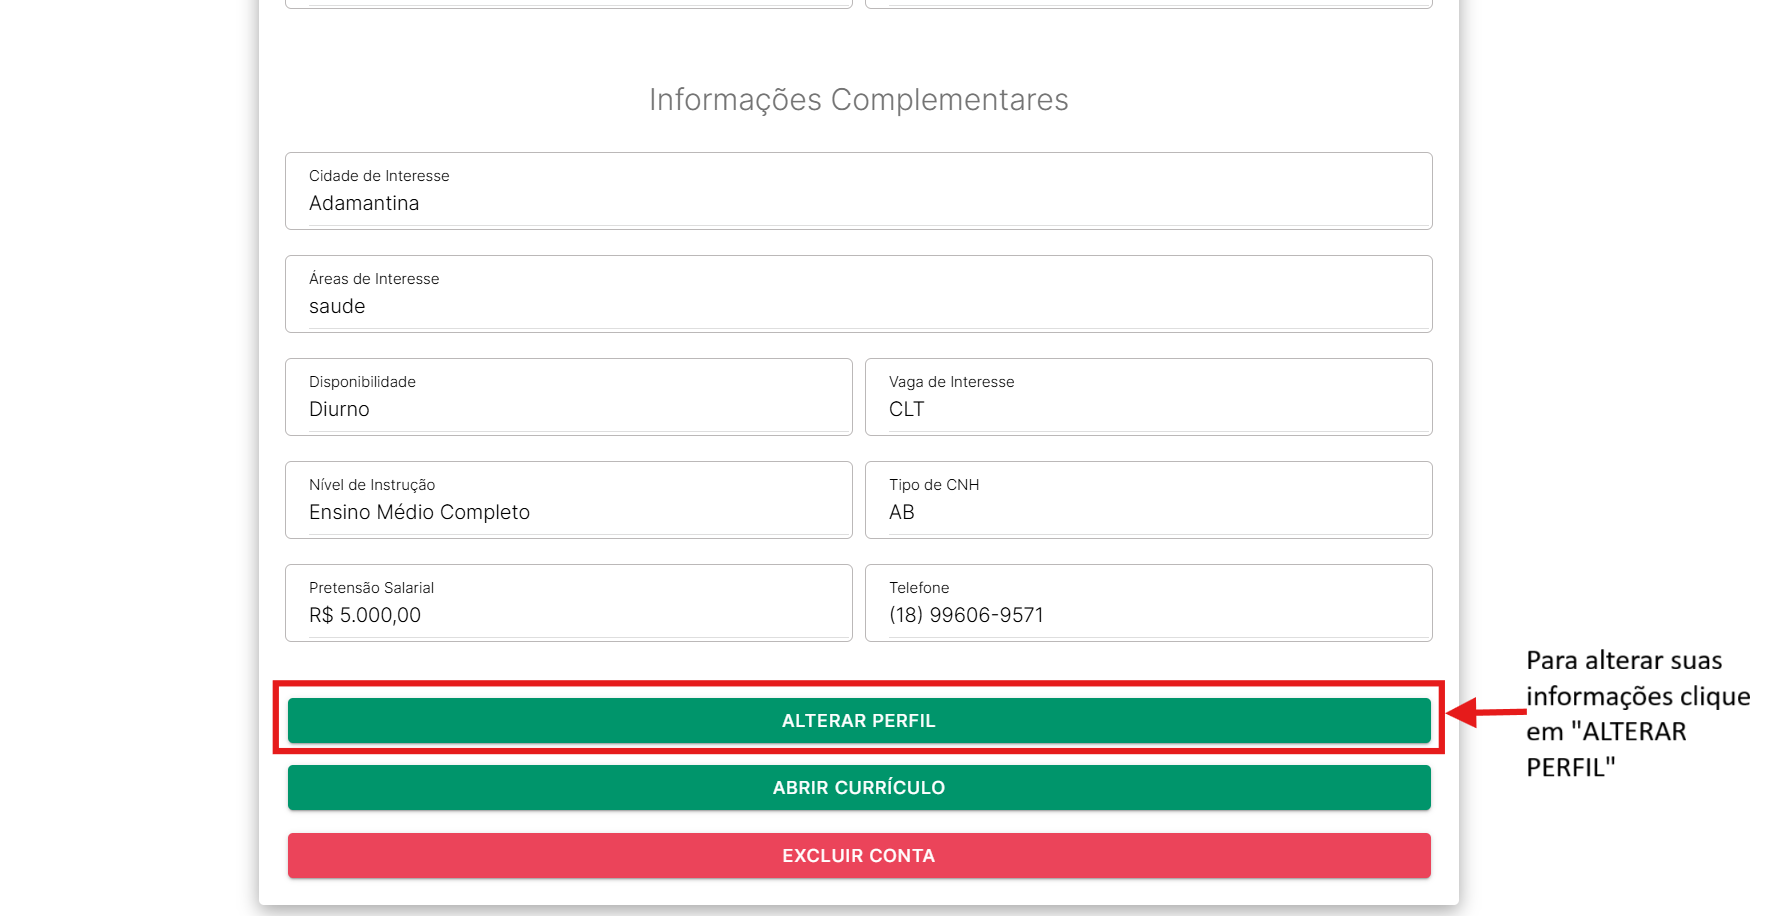 Informações Complementares
Cidade de Interesse
Adamantina
Áreas de Interesse
saude
Disponibilidade
Diurno
Vaga de Interesse
CLT
Nível de Instrução
Ensino Médio Completo
Tipo de CNH
AB
Pretensão Salarial
R$ 5.000,00
Telefone
(18) 99606-9571
ALTERAR PERFIL
ABRIR CURRÍCULO
EXCLUIR CONTA
Para alterar suas
informações clique
em "ALTERAR
PERFIL"